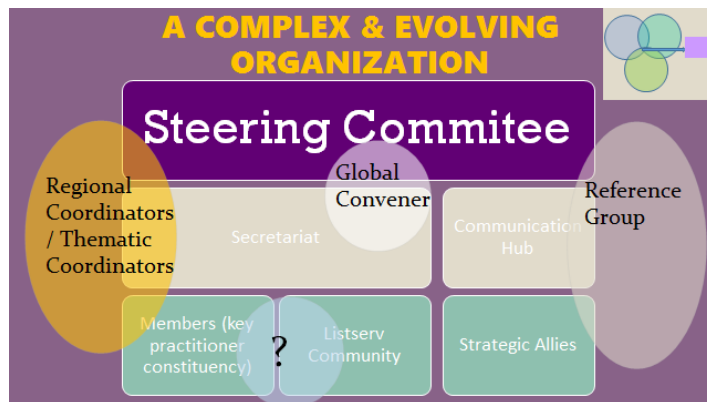 A COMPLEX & EVOLVING
ORGANIZATION
Steering Commitee
Regional
Coordinators
/ Thematic
Coordinators
Global
Convener
Reference
Group
Secretariat
Communication
Hub
Members (key
practitioner
constituency)
?
Listserv
Community
Strategic Allies